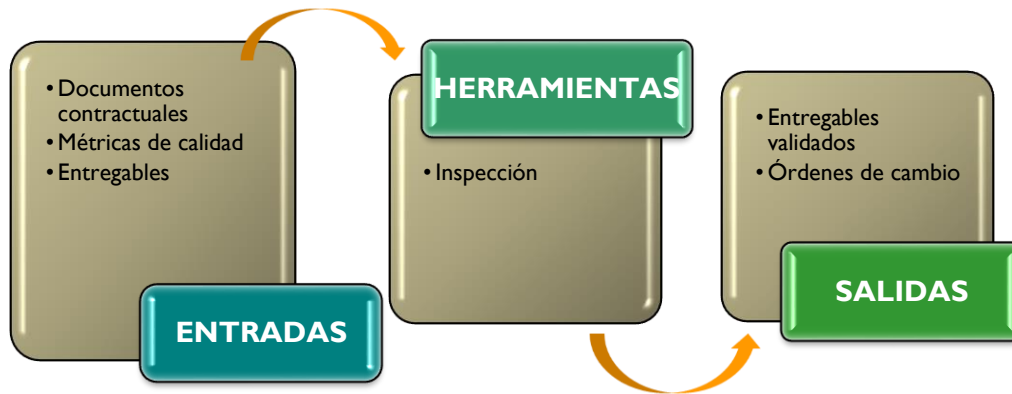 • Documentos
contractuales
• Métricas de calidad
• Entregables
ENTRADAS
HERRAMIENTAS
• Inspección
• Entregables
validados
• Órdenes de cambio
SALIDAS